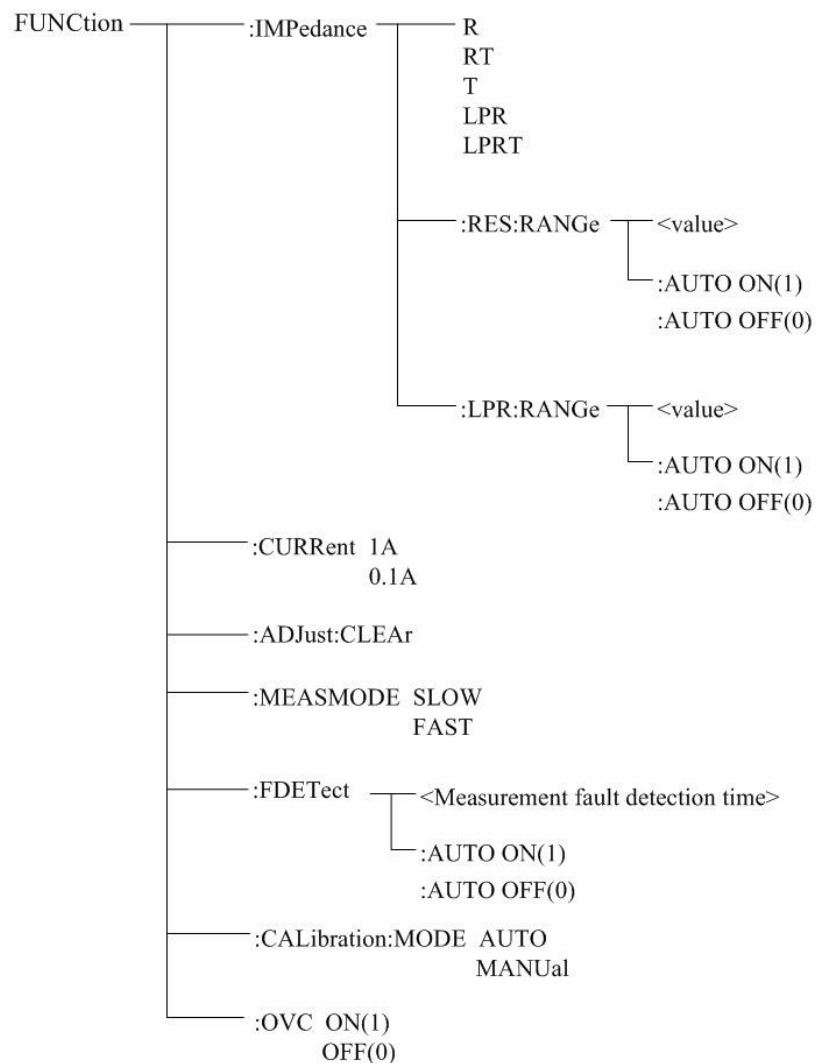 FUNCtion :IMPedance R
RT
T
LPR
LPRT
:RES:RANGe <value>
:AUTO ON(1)
:AUTO OFF(0)
:LPR:RANGe <value>
:AUTO ON(1)
:AUTO OFF(0)
:CURRent 1A
0.1A
:ADJust:CLEAr
:MEASMODE SLOW
FAST
:FDETect <Measurement fault detection time>
:AUTO ON(1)
:AUTO OFF(0)
:CALibration:MODE AUTO
MANUal
:OVC ON(1)
OFF(0)